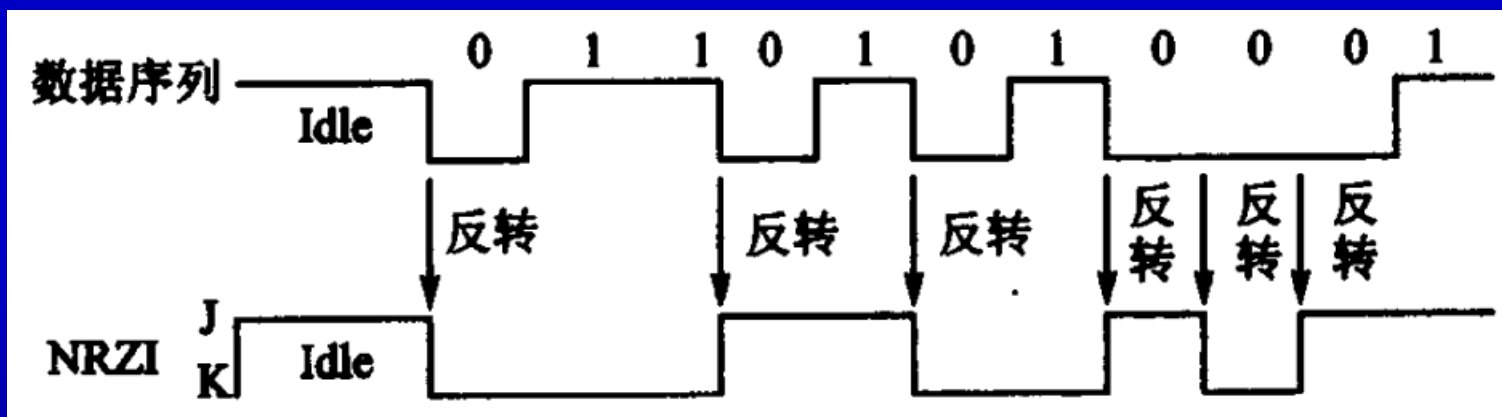 0 1 1 0 1 0 1 0 0 0 1
数据序列
Idle
反转 反转 反转 反转 反转 反转
J
NRZI
K
Idle